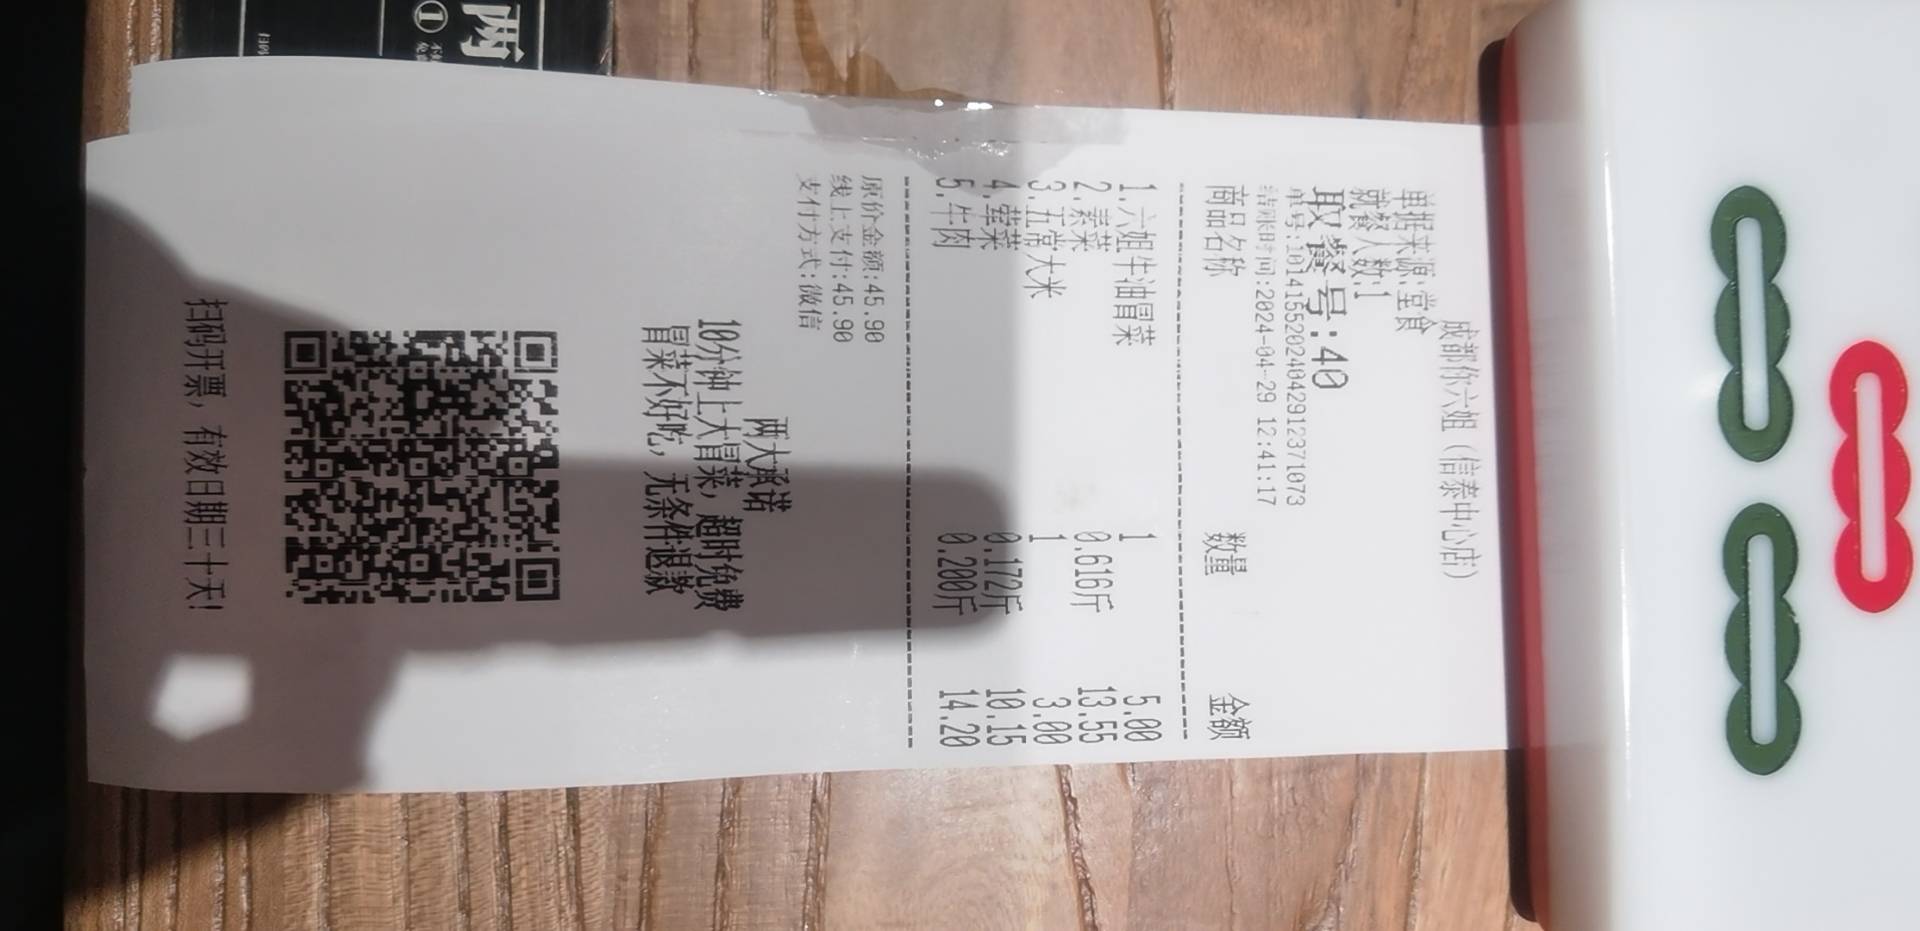 成都你六姐（信泰中心店）
单据来源:堂食
就餐人数:1
取餐号:40
单号:10141552024042912371073
结账时间:2024-04-29 12:41:17
商品名称 数量 金额
1.六姐牛油冒菜 1 5.00
2.素菜 0.616斤 13.55
3.五常大米 1 3.00
4.荤菜 0.172斤 10.15
5.牛肉 0.200斤 14.20
原价金额:45.90
线上支付:45.90
支付方式:微信
两大承诺
10分钟上大冒菜，超时免费
冒菜不好吃，无条件退款
扫码开票，有效日期三十天!
两
①